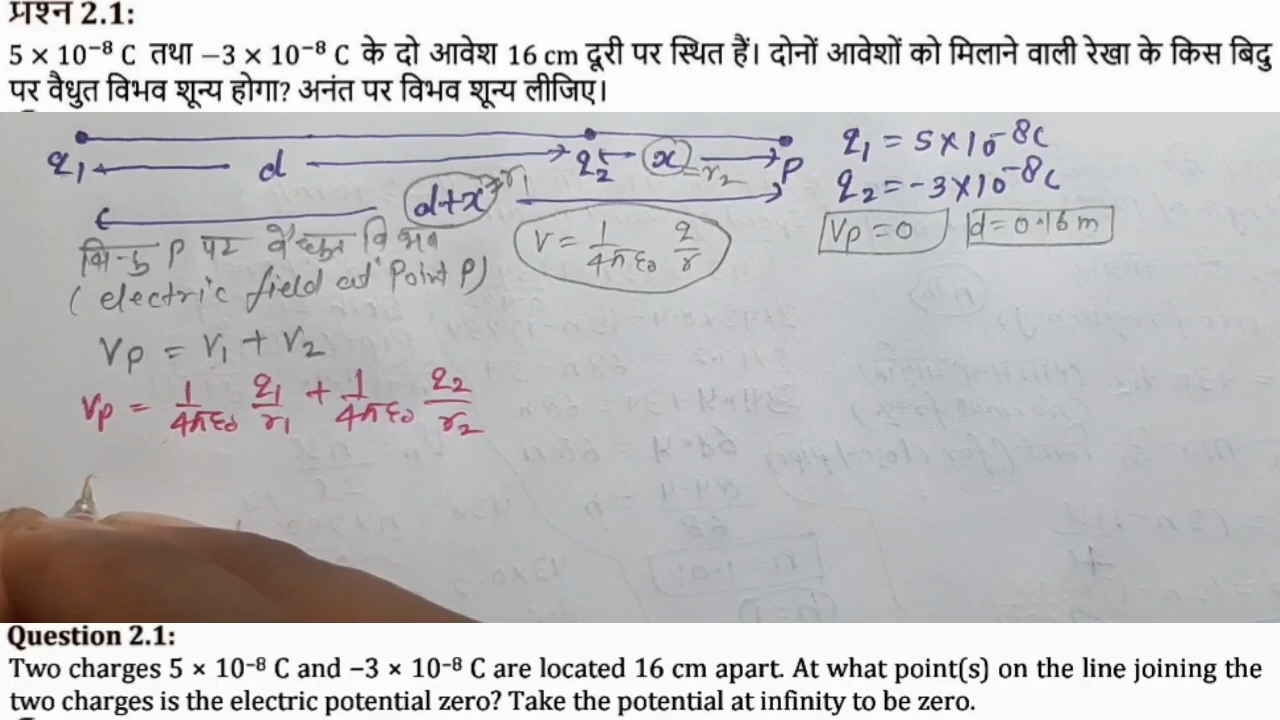 प्रश्न 2.1:
5 × 10⁻⁸ C तथा −3 × 10⁻⁸ C के दो आवेश 16 cm दूरी पर स्थित हैं। दोनों आवेशों को मिलाने वाली रेखा के किस बिदु
पर वैधुत विभव शून्य होगा? अनंत पर विभव शून्य लीजिए।
q₁ = 5×10⁻⁸C
q₁ d q₂ x = r₂ P
q₂ = -3×10⁻⁸C
d+x = r₁
Vp = 0 d = 0.16 m
बिन्दु P पर वैद्युत विभव
V = 1/4πε₀ q/r
(electric field at Point P)
Vp = V₁ + V₂
Vp = 1/4πε₀ q₁/r₁ + 1/4πε₀ q₂/r₂
Question 2.1:
Two charges 5 × 10⁻⁸ C and −3 × 10⁻⁸ C are located 16 cm apart. At what point(s) on the line joining the
two charges is the electric potential zero? Take the potential at infinity to be zero.